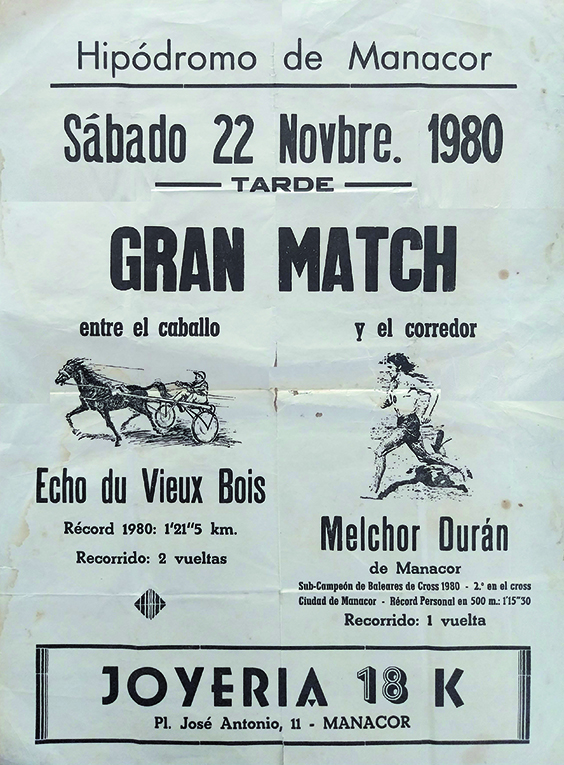 Hipódromo de Manacor
Sábado 22 Novbre. 1980
TARDE
GRAN MATCH
entre el caballo
Echo du Vieux Bois
Récord 1980: 1'21"5 km.
Recorrido: 2 vueltas
y el corredor
Melchor Durán
de Manacor
Sub-Campeón de Baleares de Cross 1980 - 2.º en el cross
Ciudad de Manacor - Récord Personal en 500 m.: 1'15"30
Recorrido: 1 vuelta
JOYERIA 18 K
Pl. José Antonio, 11 - MANACOR